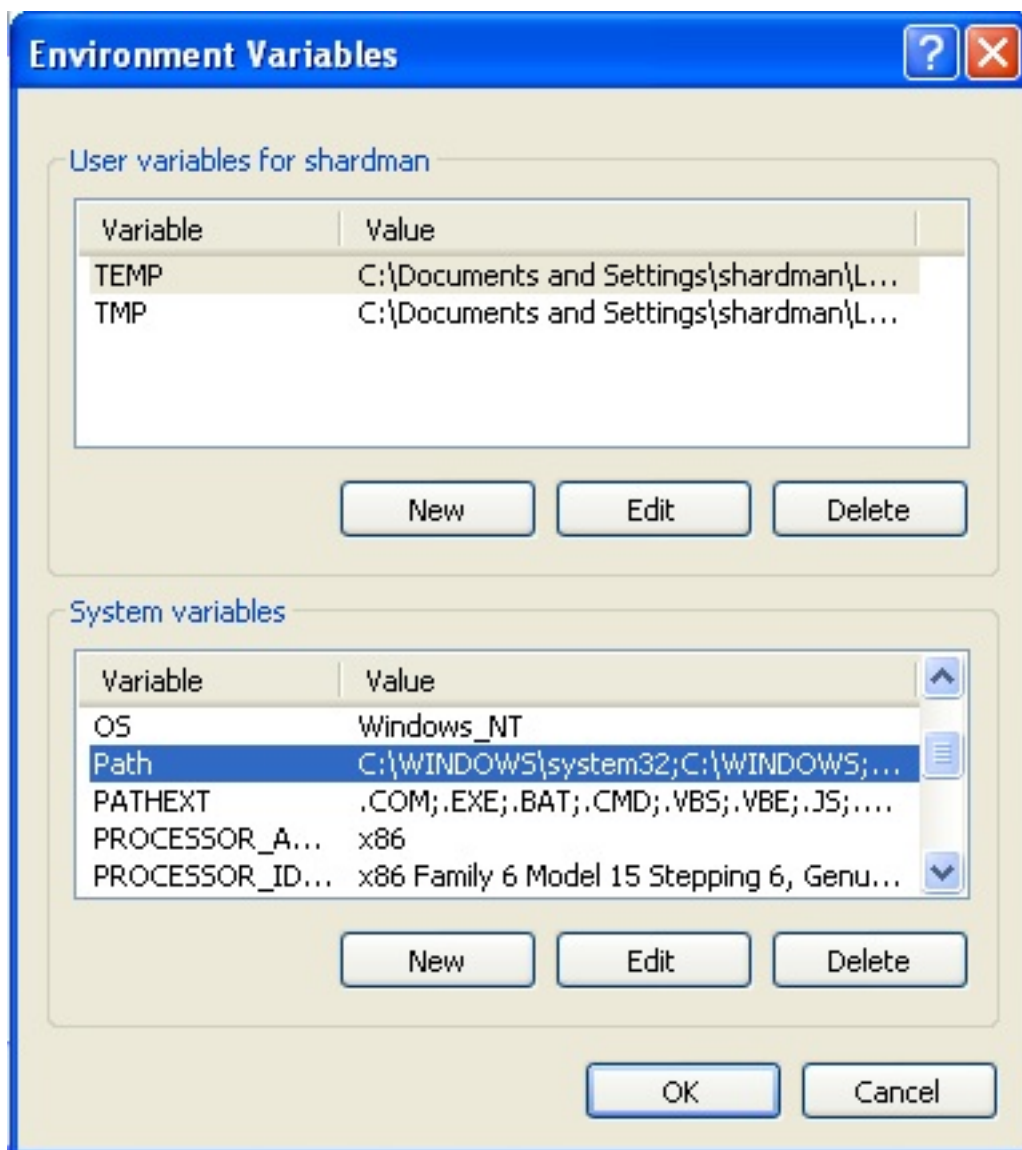 Environment Variables
User variables for shardman
Variable Value
TEMP C:\Documents and Settings\shardman\L...
TMP C:\Documents and Settings\shardman\L...
New Edit Delete
System variables
Variable Value
OS Windows_NT
Path C:\WINDOWS\system32;C:\WINDOWS;...
PATHEXT .COM;.EXE;.BAT;.CMD;.VBS;.VBE;.JS;....
PROCESSOR_A... x86
PROCESSOR_ID... x86 Family 6 Model 15 Stepping 6, Genu...
New Edit Delete
OK Cancel